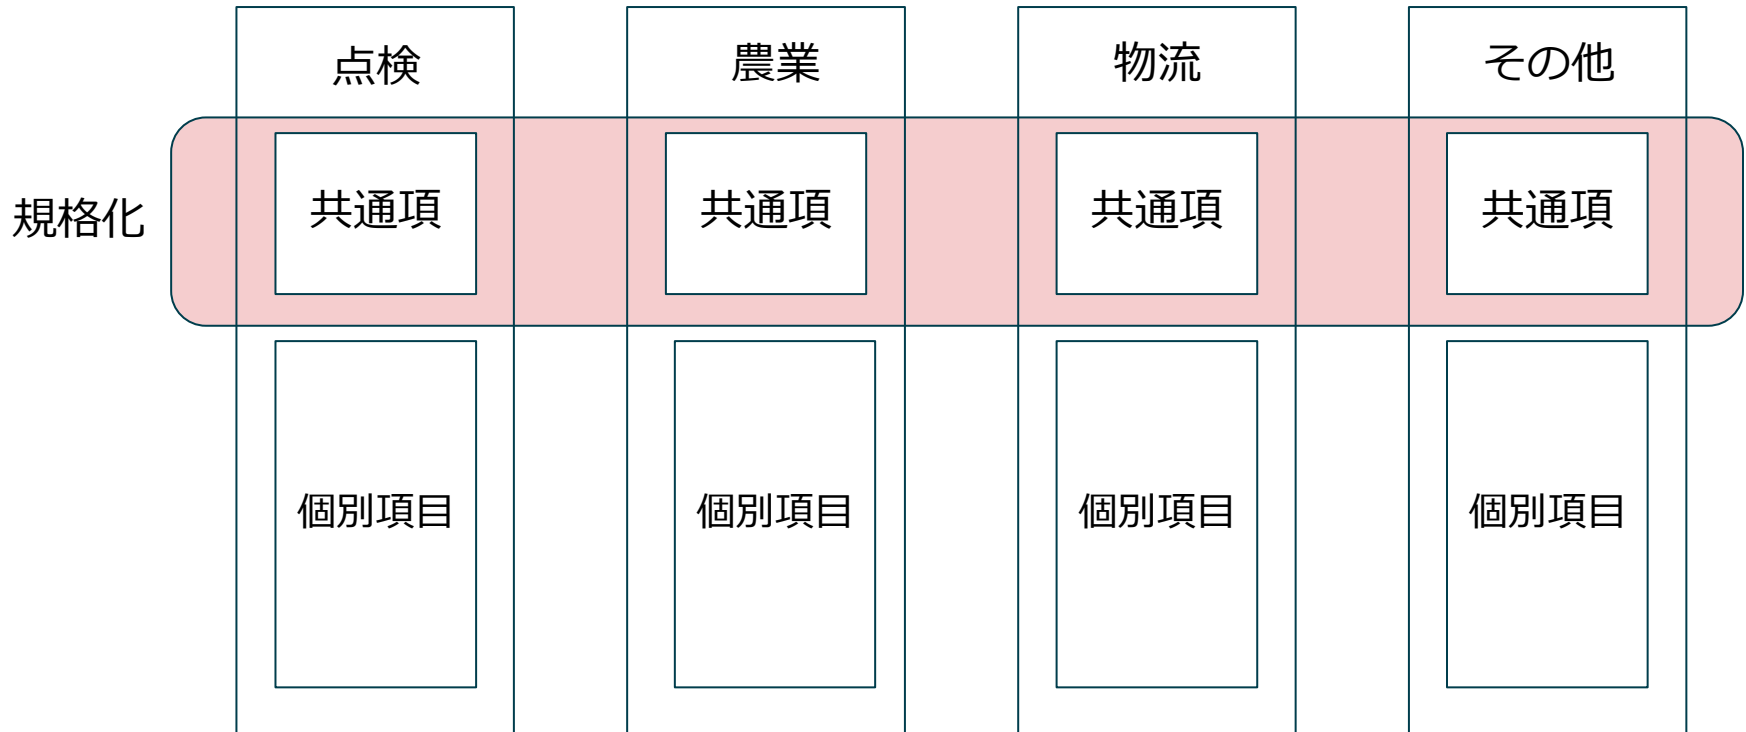 点検
農業
物流
その他
規格化
共通項
共通項
共通項
共通項
個別項目
個別項目
個別項目
個別項目